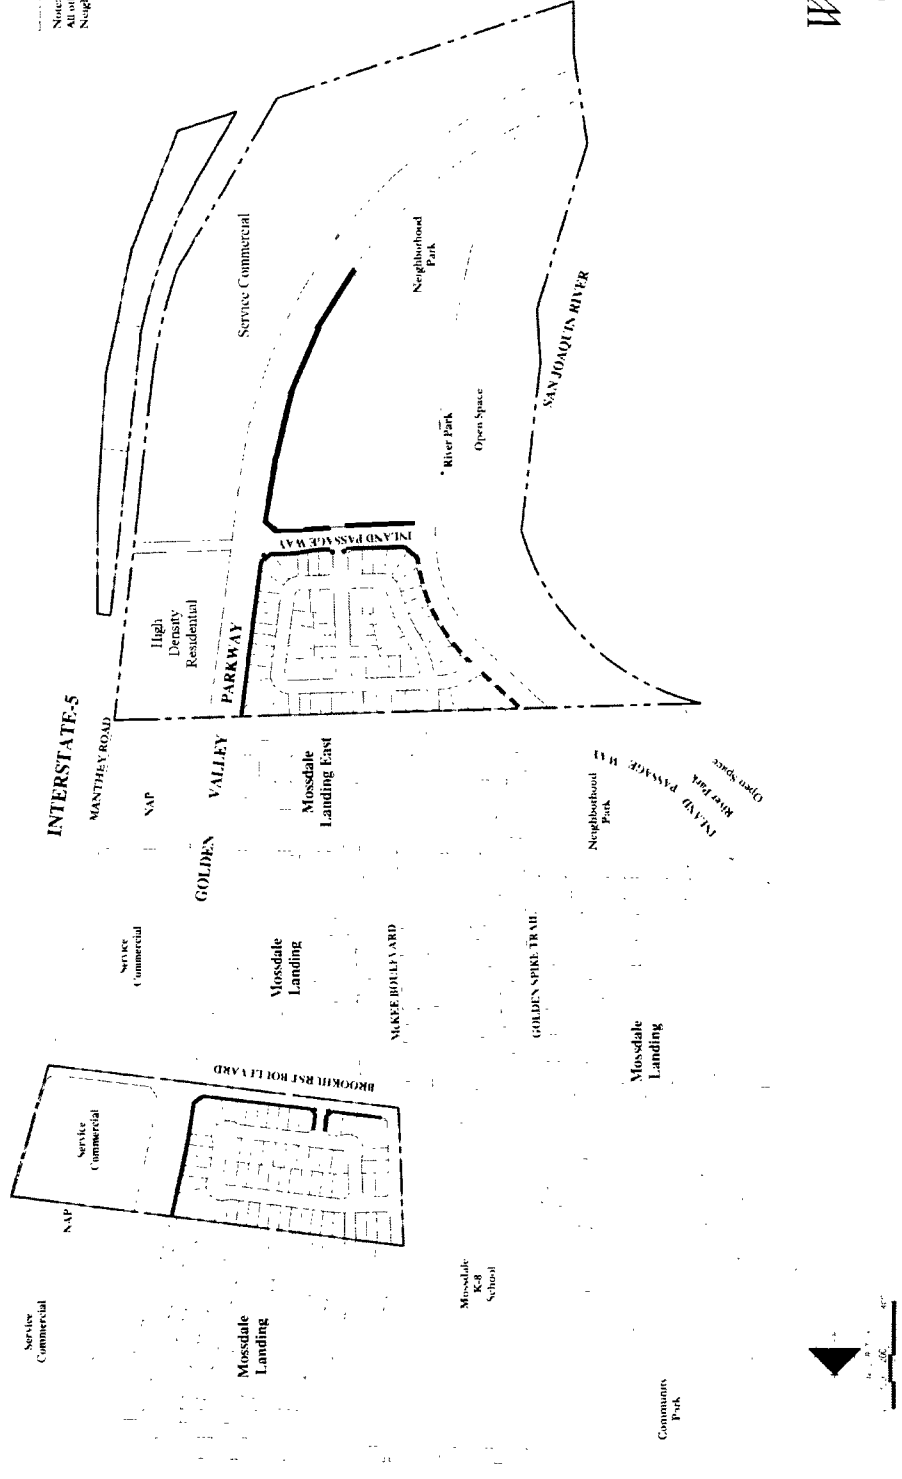 INTERSTATE-5
MANTHEY ROAD
Service Commercial
High
Density
Residential
Neighborhood
Park
River Park
Open Space
SAN JOAQUIN RIVER
INLAND PASSAGE WAY
GOLDEN VALLEY PARKWAY
NAP
Mossdale
Landing East
Neighborhood
Park
INLAND PASSAGE WAY
River Park
Open Space
Service
Commercial
Mossdale
Landing
McKEE BOULEVARD
GOLDEN SPIKE TRAIL
Mossdale
Landing
BROOKHURST BOULEVARD
Service
Commercial
NAP
Service
Commercial
Mossdale
Landing
Mossdale
K-8
School
Community
Park